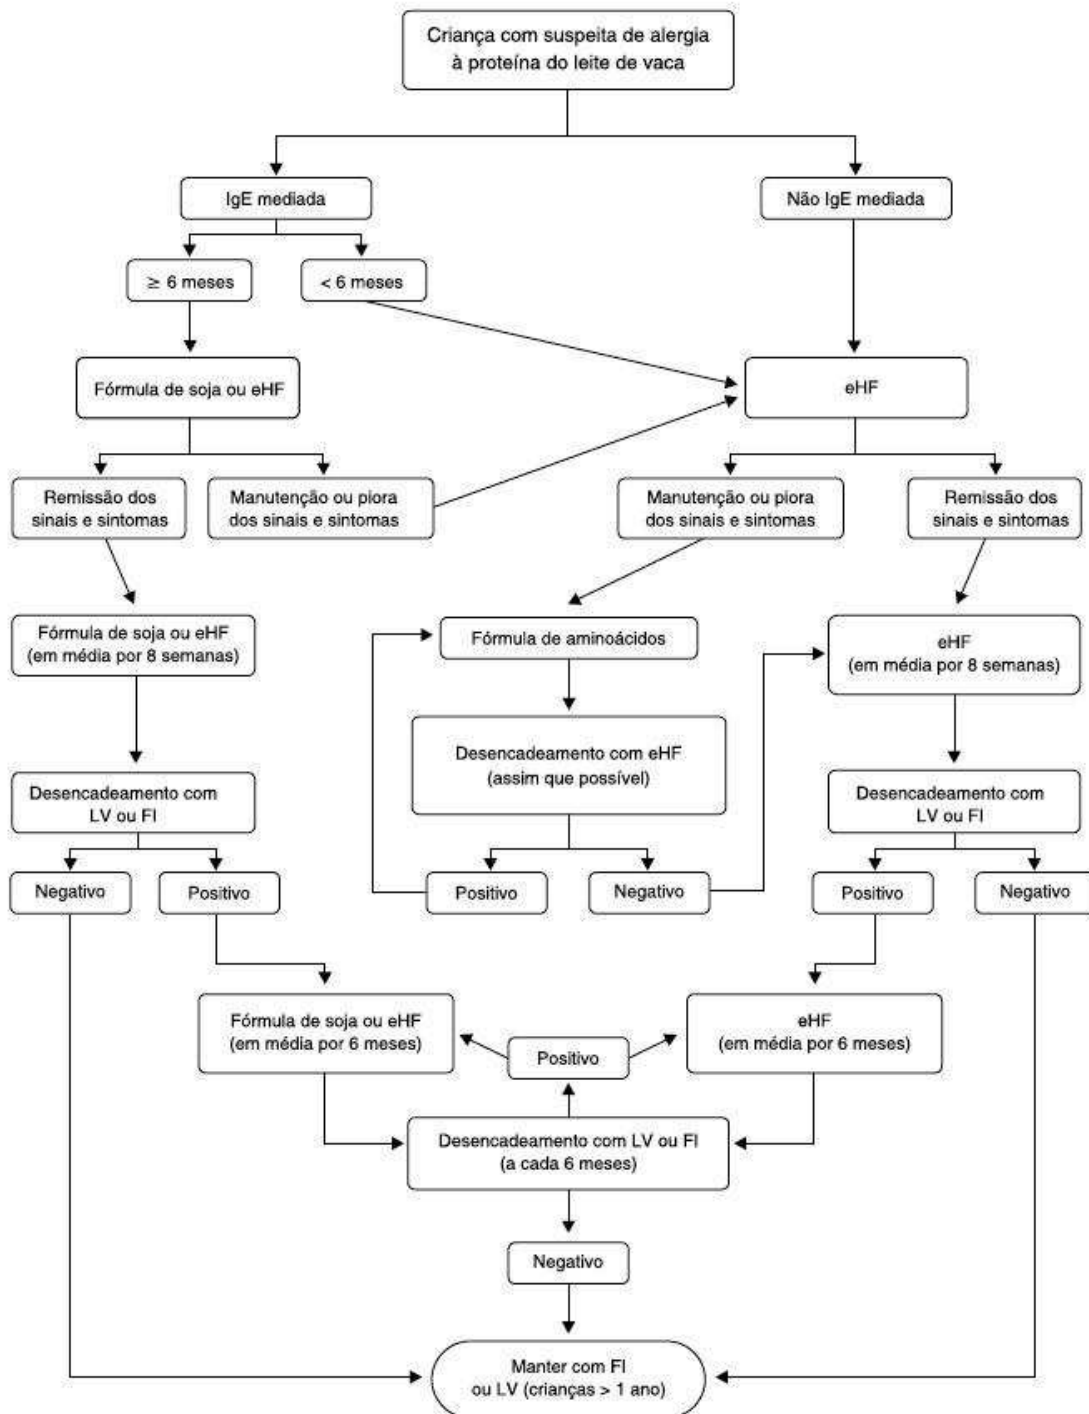 Criança com suspeita de alergia
à proteína do leite de vaca
IgE mediada
Não IgE mediada
≥ 6 meses
< 6 meses
Fórmula de soja ou eHF
eHF
Remissão dos
sinais e sintomas
Manutenção ou piora
dos sinais e sintomas
Manutenção ou piora
dos sinais e sintomas
Remissão dos
sinais e sintomas
Fórmula de soja ou eHF
(em média por 8 semanas)
Fórmula de aminoácidos
eHF
(em média por 8 semanas)
Desencadeamento com eHF
(assim que possível)
Desencadeamento com
LV ou FI
Desencadeamento com
LV ou FI
Negativo
Positivo
Positivo
Negativo
Positivo
Negativo
Fórmula de soja ou eHF
(em média por 6 meses)
Positivo
eHF
(em média por 6 meses)
Desencadeamento com LV ou FI
(a cada 6 meses)
Negativo
Manter com FI
ou LV (crianças > 1 ano)